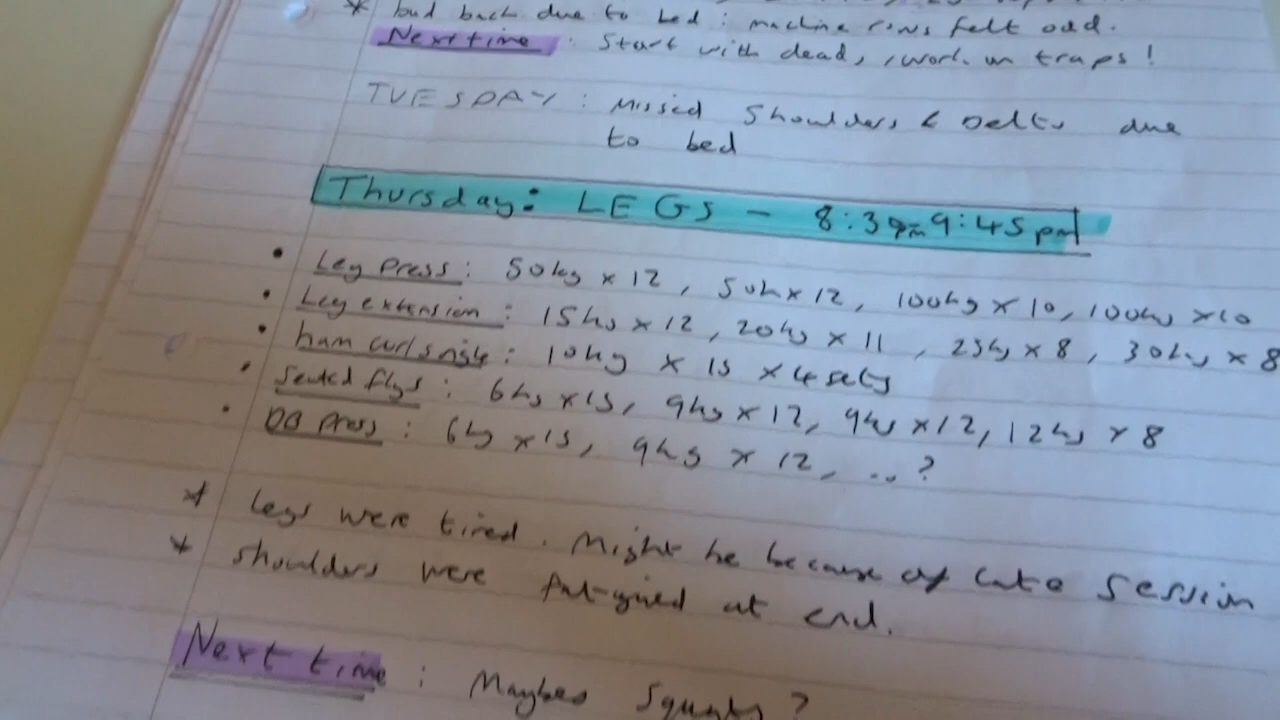 * bad back due to bed : machine rows felt odd.
Next time : Start with dead, work on traps !
TUESDAY : Missed Shoulders & Delts due
to bed
Thursday: LEGS - 8:30pm 9:45pm
• Leg Press : 50kg x 12, 50k x 12, 100kg x 10, 100kg x 10
• Leg extension : 15kg x 12, 20kg x 11, 25kg x 8, 30kg x 8
• ham curl single : 10kg x 15 x 4 sets
• Seated flys : 6kg x 15, 9kg x 12, 9kg x 12, 12kg x 8
• DB Press : 6kg x 15, 9kg x 12, ...?
* Legs were tired. Might be because of late session
* shoulders were fatigued at end.
Next time : Maybes Squats ?